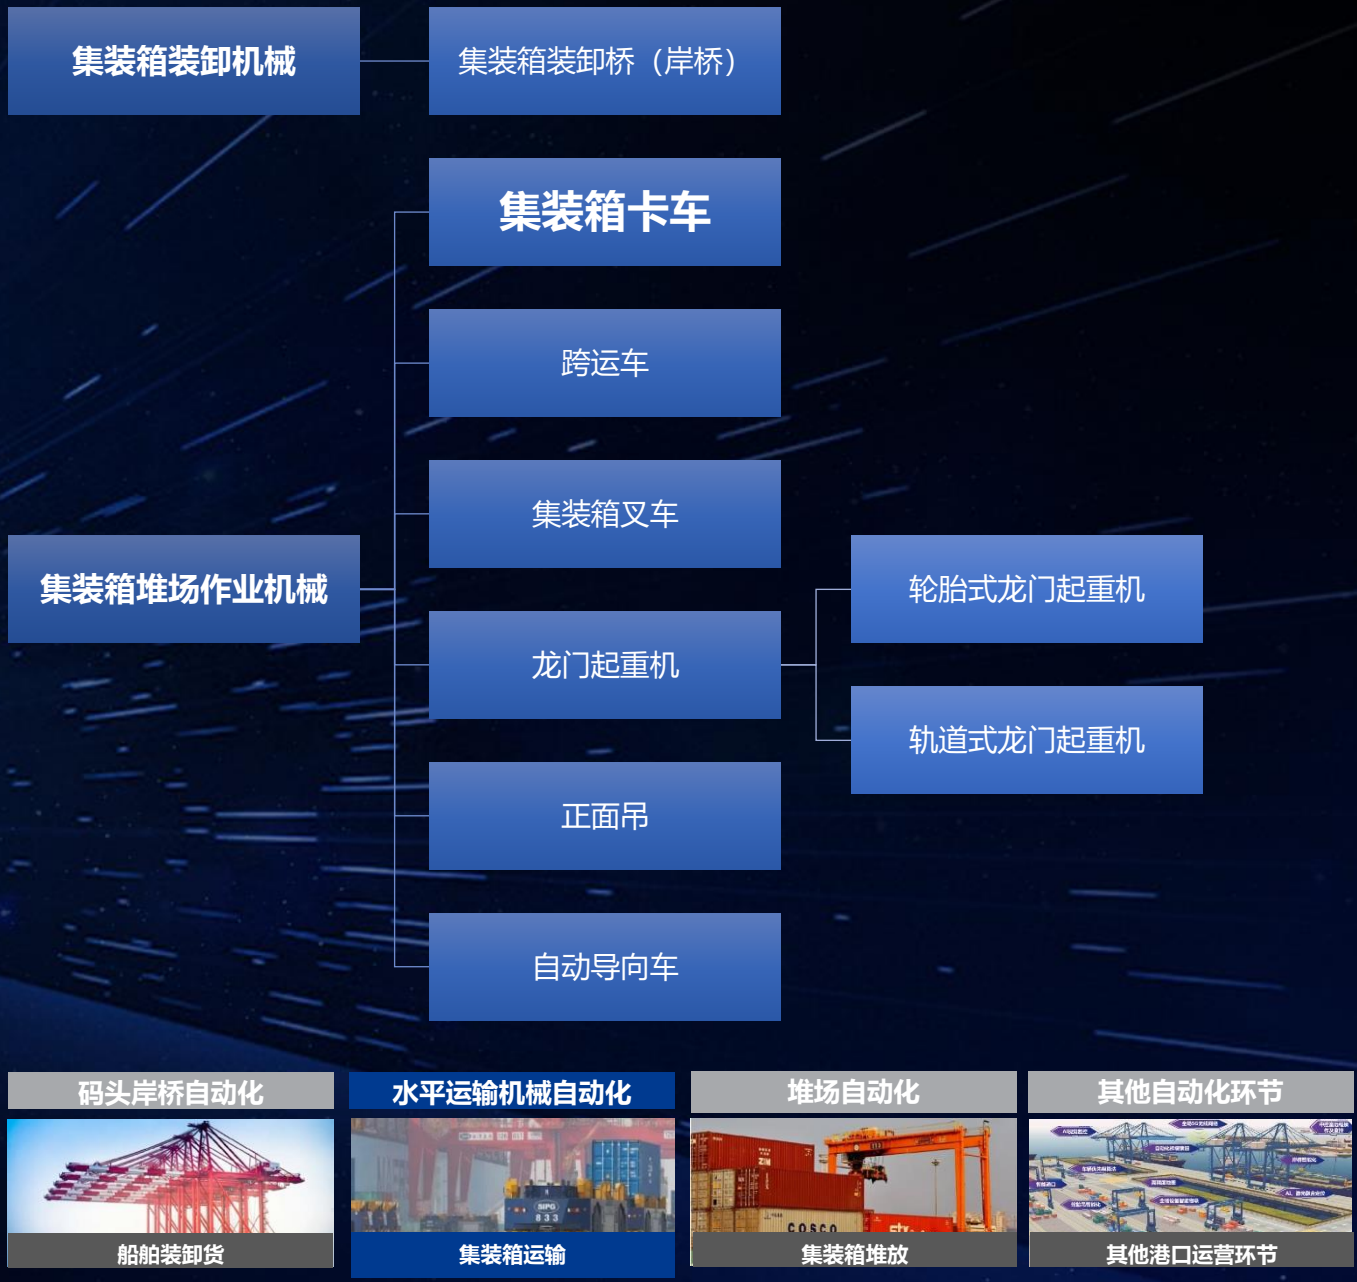 集装箱装卸机械
集装箱装卸桥（岸桥）
集装箱卡车
跨运车
集装箱叉车
集装箱堆场作业机械
轮胎式龙门起重机
龙门起重机
轨道式龙门起重机
正面吊
自动导向车
码头岸桥自动化
水平运输机械自动化
堆场自动化
其他自动化环节
SIPG
833
COSCO
船舶装卸货
集装箱运输
集装箱堆放
其他港口运营环节